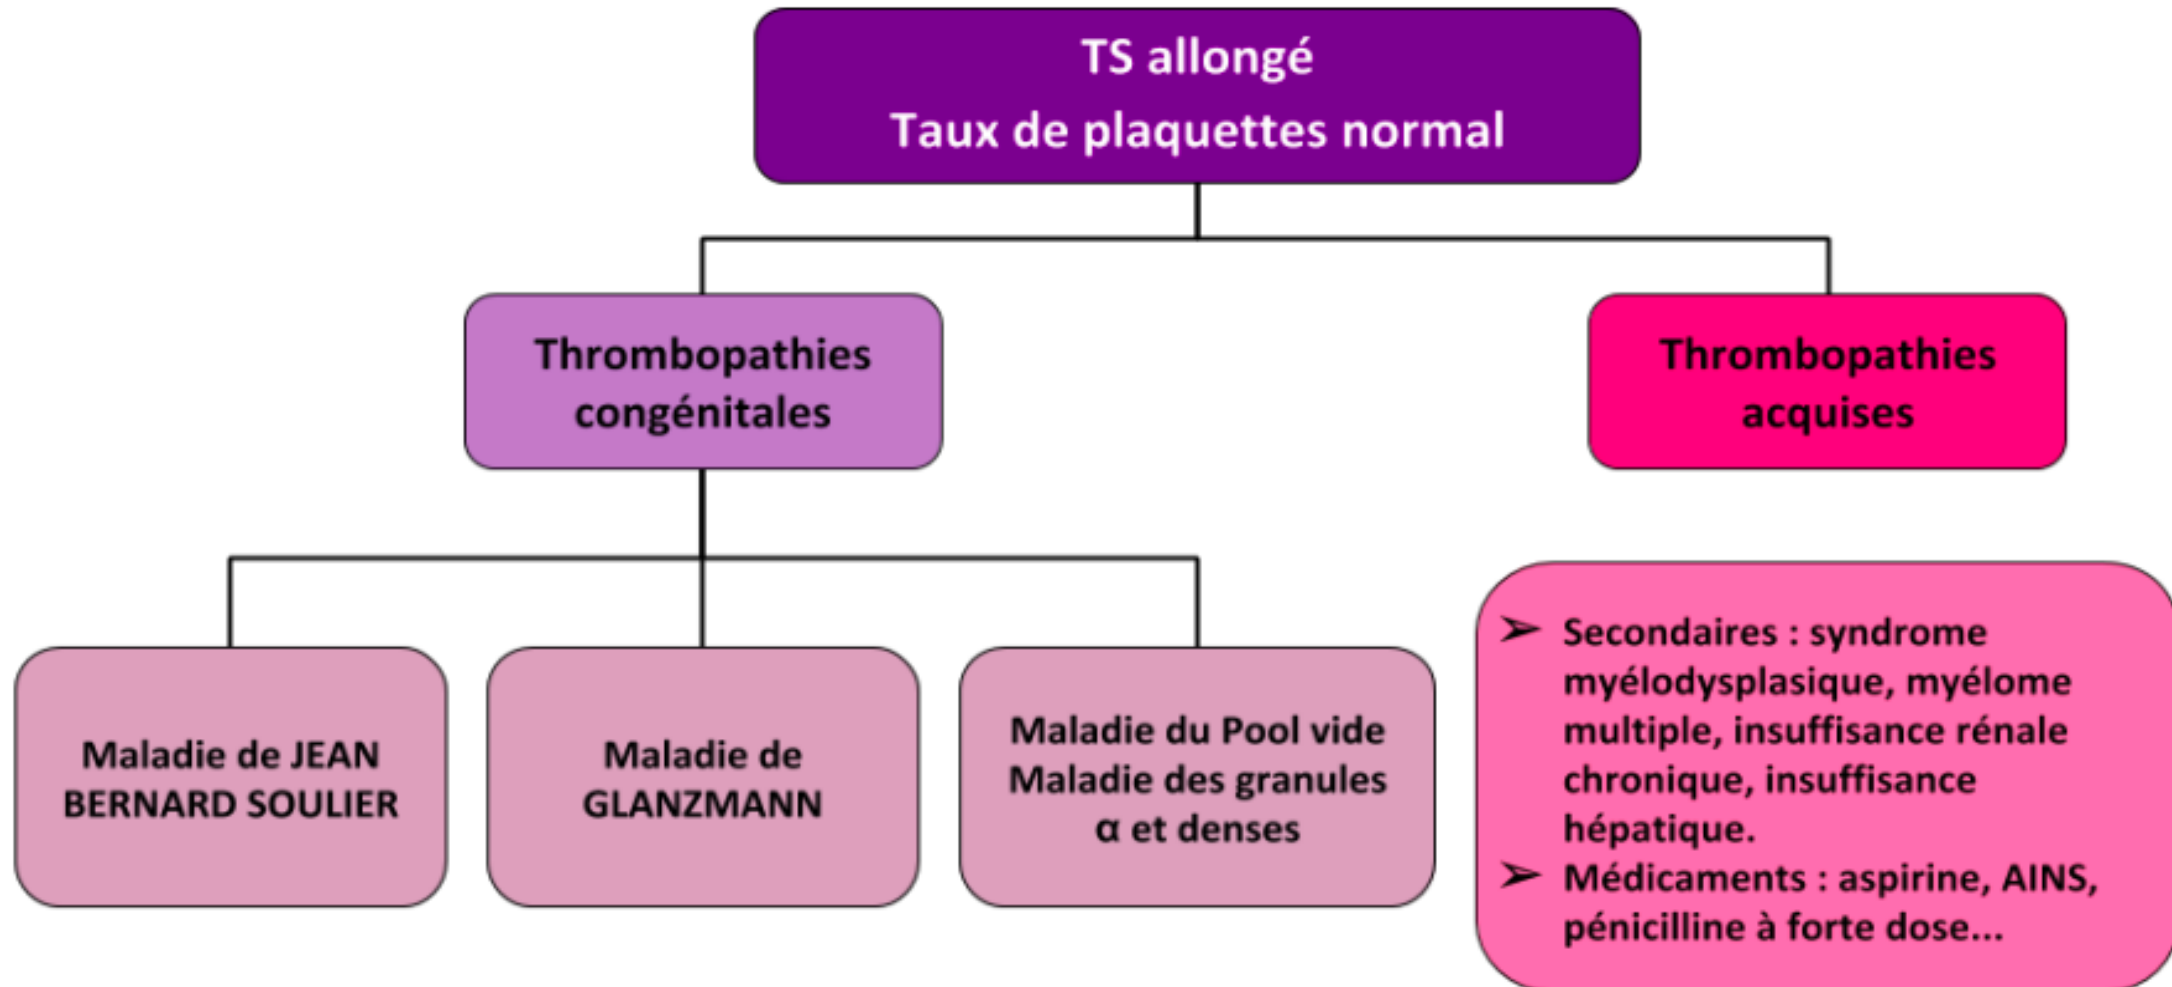 TS allongé
Taux de plaquettes normal
Thrombopathies
congénitales
Thrombopathies
acquises
Maladie de JEAN
BERNARD SOULIER
Maladie de
GLANZMANN
Maladie du Pool vide
Maladie des granules
α et denses
➢ Secondaires : syndrome
myélodysplasique, myélome
multiple, insuffisance rénale
chronique, insuffisance
hépatique.
➢ Médicaments : aspirine, AINS,
pénicilline à forte dose...